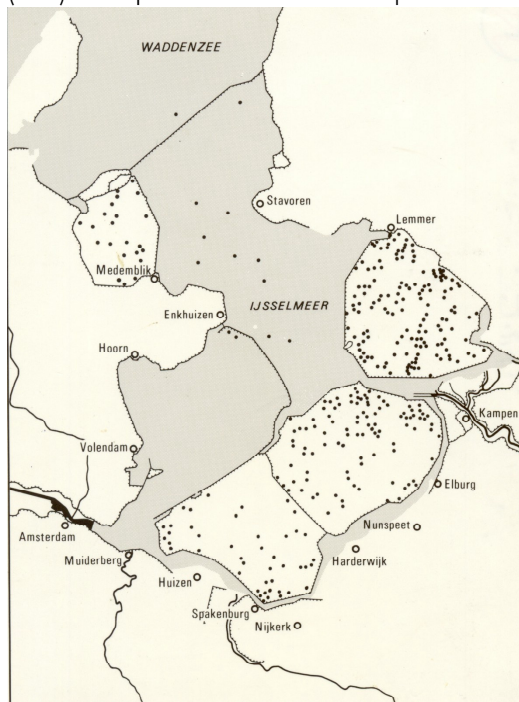 WADDENZEE
Stavoren
Lemmer
Medemblik
IJSSELMEER
Enkhuizen
Hoorn
Kampen
Volendam
Elburg
Nunspeet
Amsterdam
Harderwijk
Muiderberg
Huizen
Spakenburg
Nijkerk